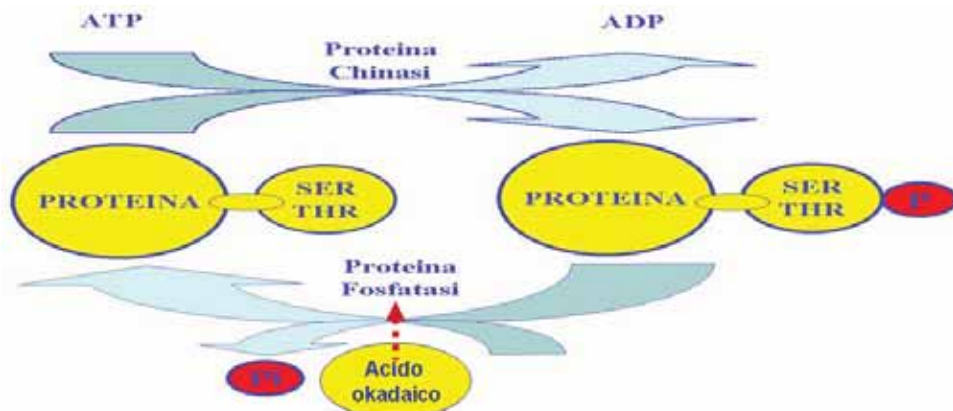 ATP ADP
Proteina
Chinasi
PROTEINA SER
THR
PROTEINA SER
THR P
Proteina
Fosfatasi
Pi
Acido
okadaico